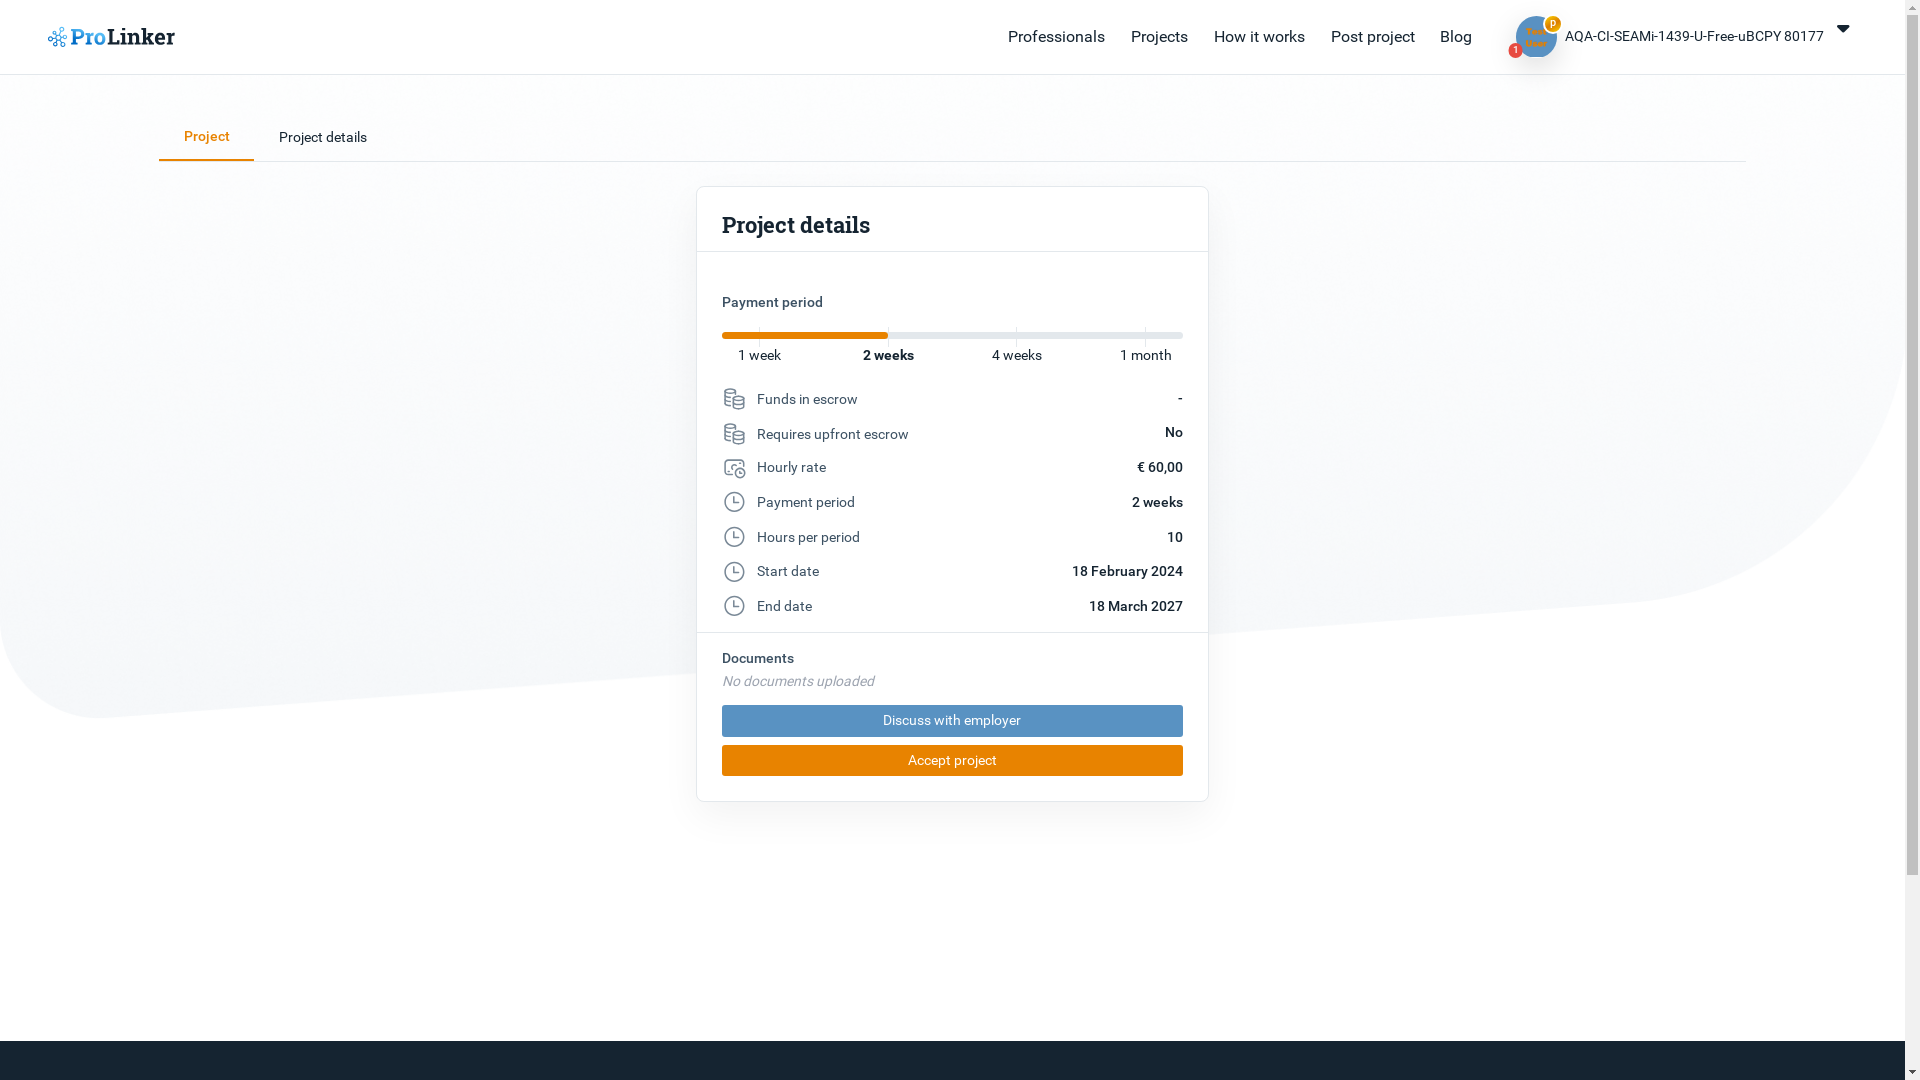 ProLinker
Professionals
Projects
How it works
Post project
Blog
p
1
AQA-CI-SEAMi-1439-U-Free-uBCPY 80177
Project
Project details
Project details
Payment period
1 week
2 weeks
4 weeks
1 month
Funds in escrow -
Requires upfront escrow No
Hourly rate € 60,00
Payment period 2 weeks
Hours per period 10
Start date 18 February 2024
End date 18 March 2027
Documents
No documents uploaded
Discuss with employer
Accept project